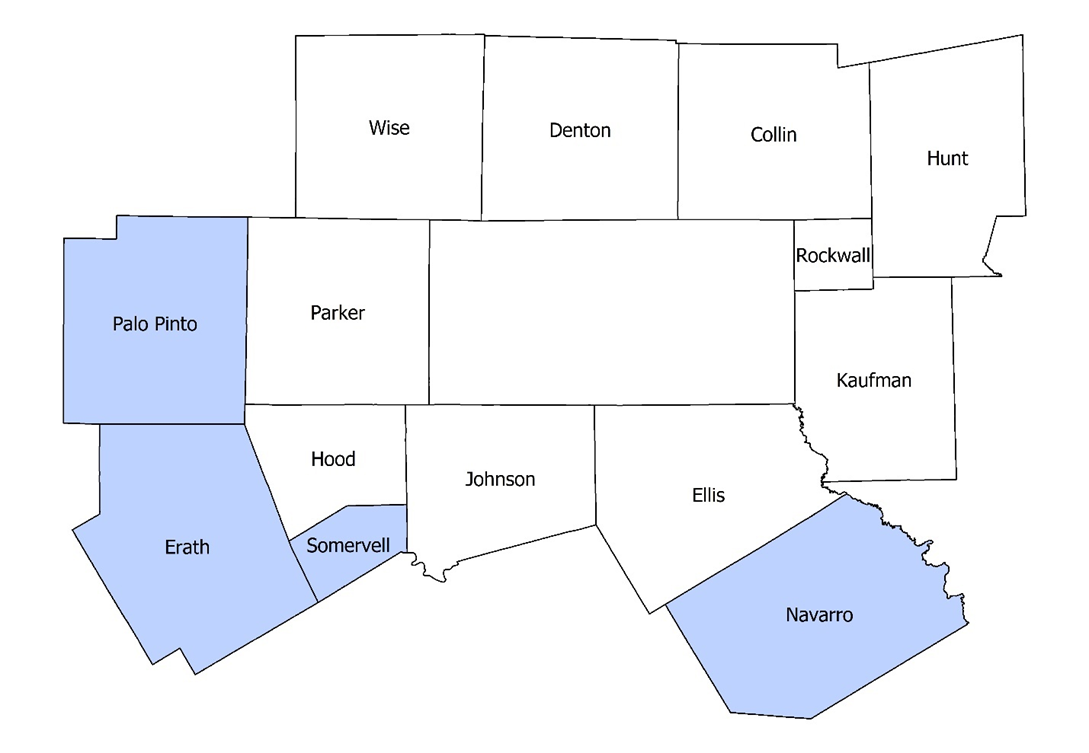 Wise
Denton
Collin
Hunt
Rockwall
Parker
Palo Pinto
Kaufman
Hood
Johnson
Ellis
Somervell
Erath
Navarro